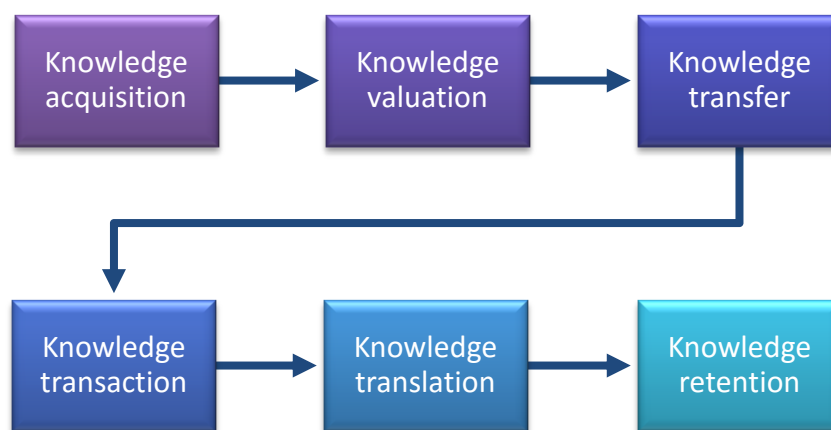 Knowledge
acquisition
Knowledge
valuation
Knowledge
transfer
Knowledge
transaction
Knowledge
translation
Knowledge
retention